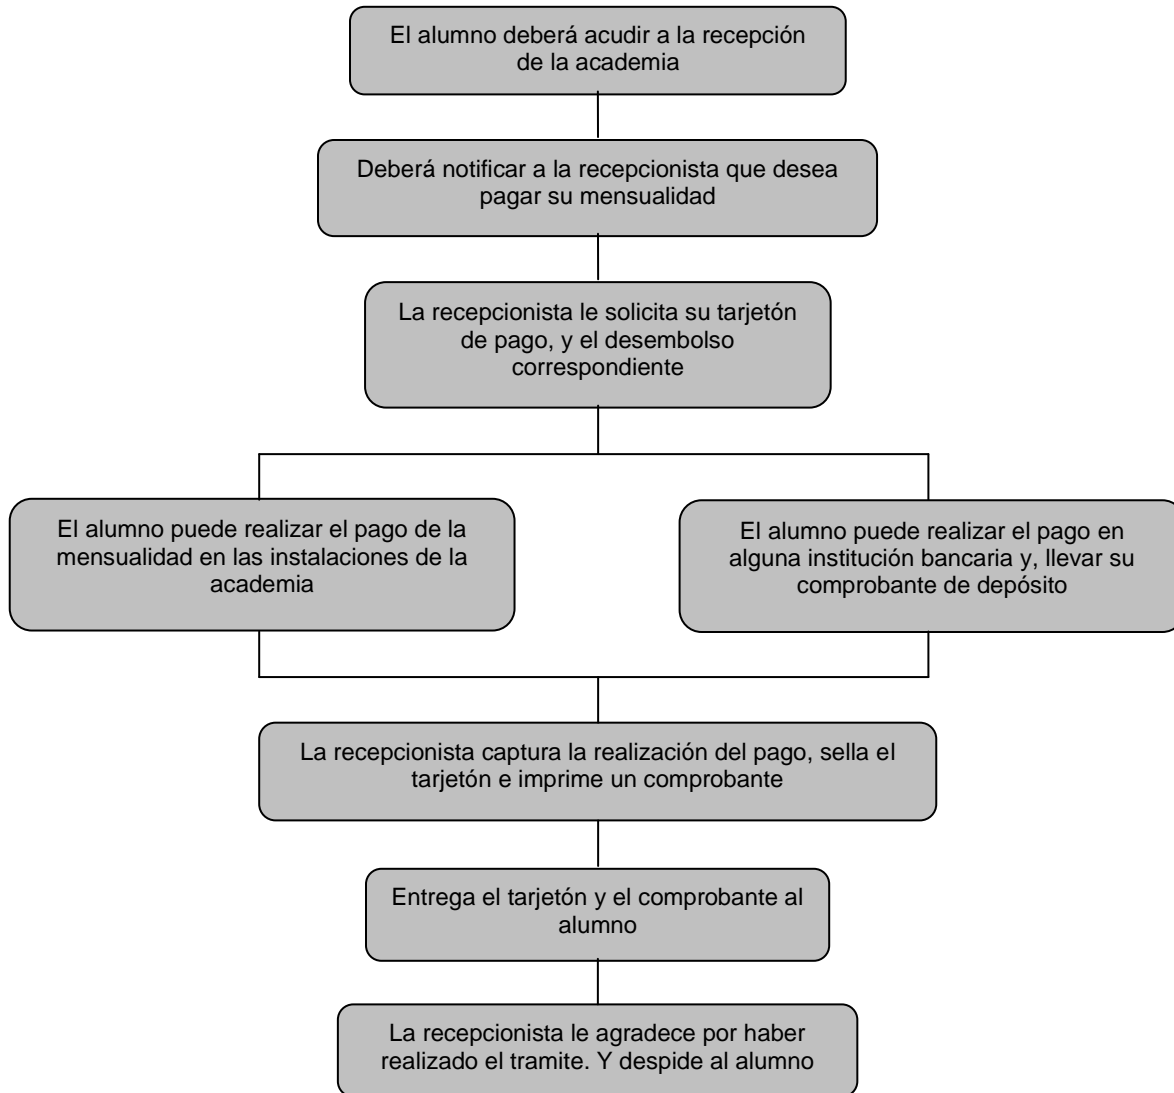 El alumno deberá acudir a la recepción
de la academia
Deberá notificar a la recepcionista que desea
pagar su mensualidad
La recepcionista le solicita su tarjetón
de pago, y el desembolso
correspondiente
El alumno puede realizar el pago de la
mensualidad en las instalaciones de la
academia
El alumno puede realizar el pago en
alguna institución bancaria y, llevar su
comprobante de depósito
La recepcionista captura la realización del pago, sella el
tarjetón e imprime un comprobante
Entrega el tarjetón y el comprobante al
alumno
La recepcionista le agradece por haber
realizado el tramite. Y despide al alumno